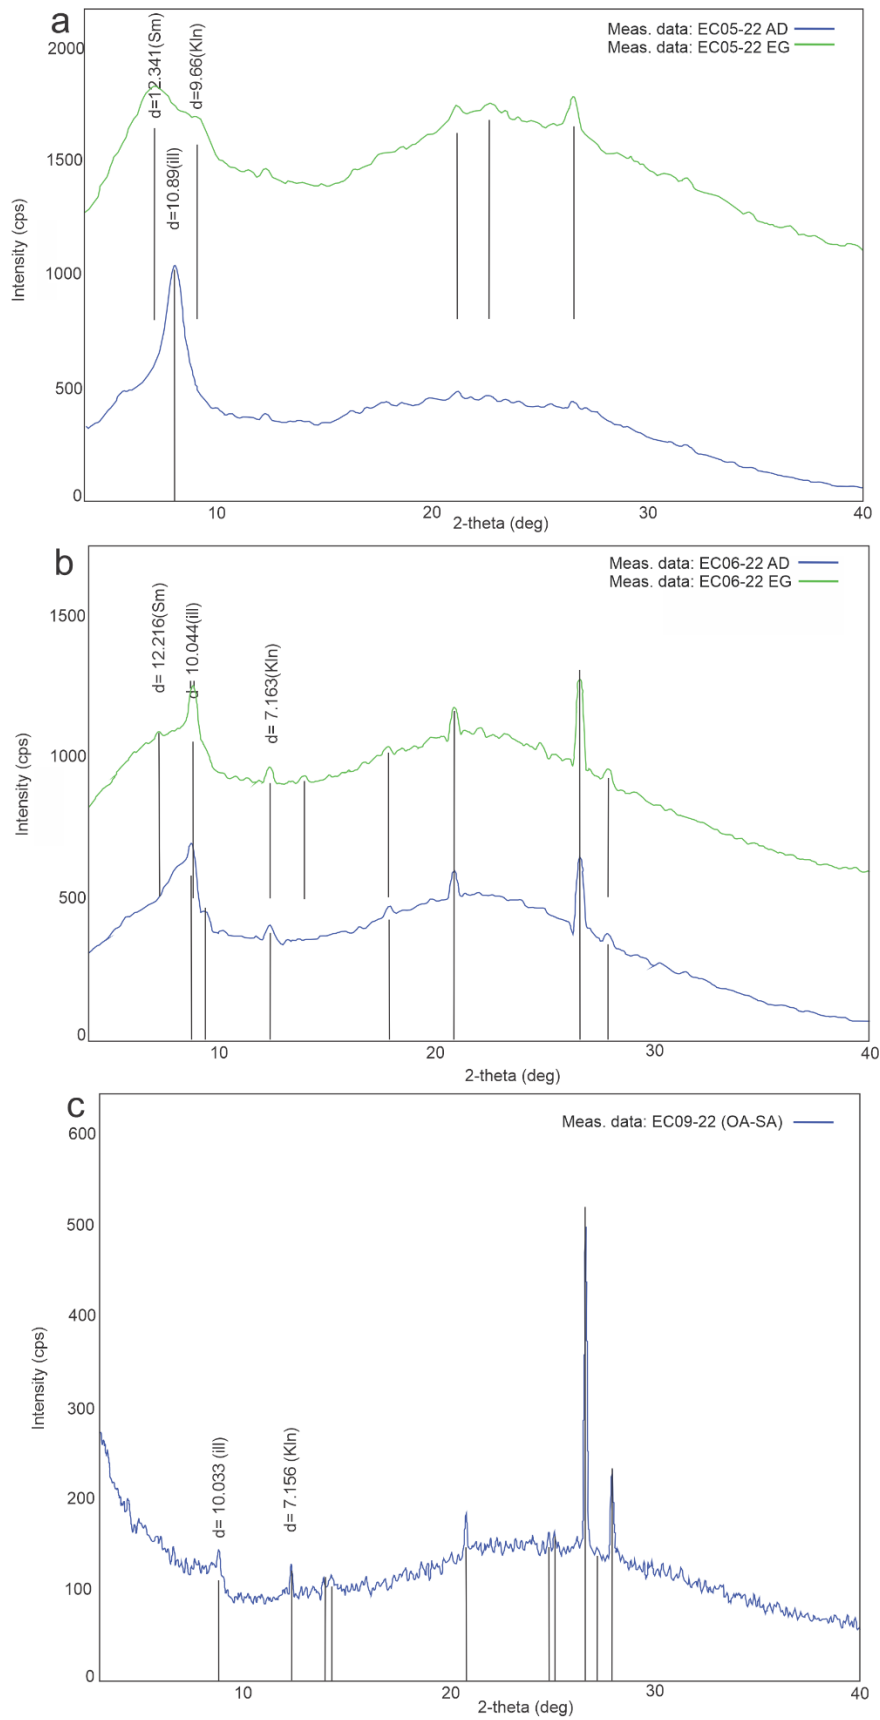 a
Meas. data: EC05-22 AD
Meas. data: EC05-22 EG
2000
1500
1000
500
0
Intensity (cps)
d=12.341(Sm)
d=9.66(Kln)
d=10.89(ill)
10
20
30
40
2-theta (deg)
b
Meas. data: EC06-22 AD
Meas. data: EC06-22 EG
1500
1000
500
0
Intensity (cps)
d= 12.216(Sm)
d= 10.044(ill)
d= 7.163(Kln)
10
20
30
40
2-theta (deg)
c
Meas. data: EC09-22 (OA-SA)
600
500
400
300
200
100
0
Intensity (cps)
d= 10.033 (ill)
d= 7.156 (Kln)
10
20
30
40
2-theta (deg)